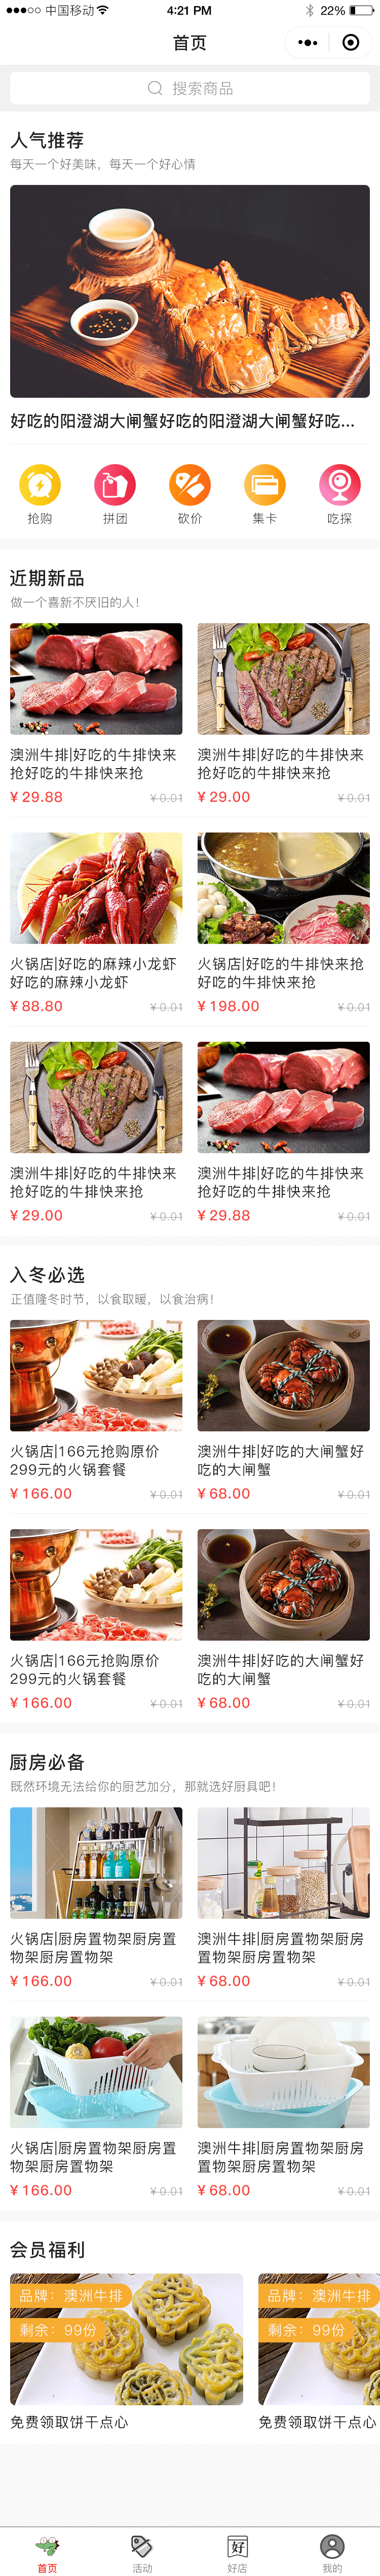 中国移动 4:21 PM 22%
首页
搜索商品
人气推荐
每天一个好美味，每天一个好心情
好吃的阳澄湖大闸蟹好吃的阳澄湖大闸蟹好吃...
抢购 拼团 砍价 集卡 吃探
近期新品
做一个喜新不厌旧的人！
澳洲牛排|好吃的牛排快来
抢好吃的牛排快来抢
¥ 29.88 ¥ 0.01
澳洲牛排|好吃的牛排快来
抢好吃的牛排快来抢
¥ 29.00 ¥ 0.01
火锅店|好吃的麻辣小龙虾
好吃的麻辣小龙虾
¥ 88.80 ¥ 0.01
火锅店|好吃的牛排快来抢
好吃的牛排快来抢
¥ 198.00 ¥ 0.01
澳洲牛排|好吃的牛排快来
抢好吃的牛排快来抢
¥ 29.00 ¥ 0.01
澳洲牛排|好吃的牛排快来
抢好吃的牛排快来抢
¥ 29.88 ¥ 0.01
入冬必选
正值隆冬时节，以食取暖，以食治病！
火锅店|166元抢购原价
299元的火锅套餐
¥ 166.00 ¥ 0.01
澳洲牛排|好吃的大闸蟹好
吃的大闸蟹
¥ 68.00 ¥ 0.01
火锅店|166元抢购原价
299元的火锅套餐
¥ 166.00 ¥ 0.01
澳洲牛排|好吃的大闸蟹好
吃的大闸蟹
¥ 68.00 ¥ 0.01
厨房必备
既然环境无法给你的厨艺加分，那就选好厨具吧！
火锅店|厨房置物架厨房置
物架厨房置物架
¥ 166.00 ¥ 0.01
澳洲牛排|厨房置物架厨房
置物架厨房置物架
¥ 68.00 ¥ 0.01
火锅店|厨房置物架厨房置
物架厨房置物架
¥ 166.00 ¥ 0.01
澳洲牛排|厨房置物架厨房
置物架厨房置物架
¥ 68.00 ¥ 0.01
会员福利
品牌：澳洲牛排
剩余：99份
免费领取饼干点心
品牌：澳洲牛排
剩余：99份
免费领取饼干点心
好
首页 活动 好店 我的